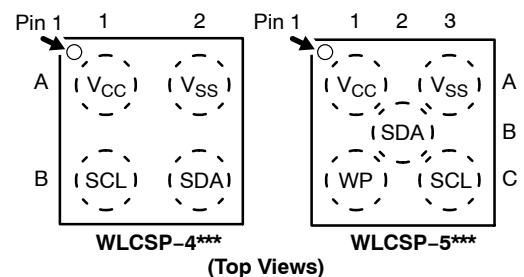 Pin 1 1 2 Pin 1 1 2 3
A VCC VSS VCC VSS A
SDA B
B SCL SDA WP SCL C
WLCSP–4*** WLCSP–5***
(Top Views)